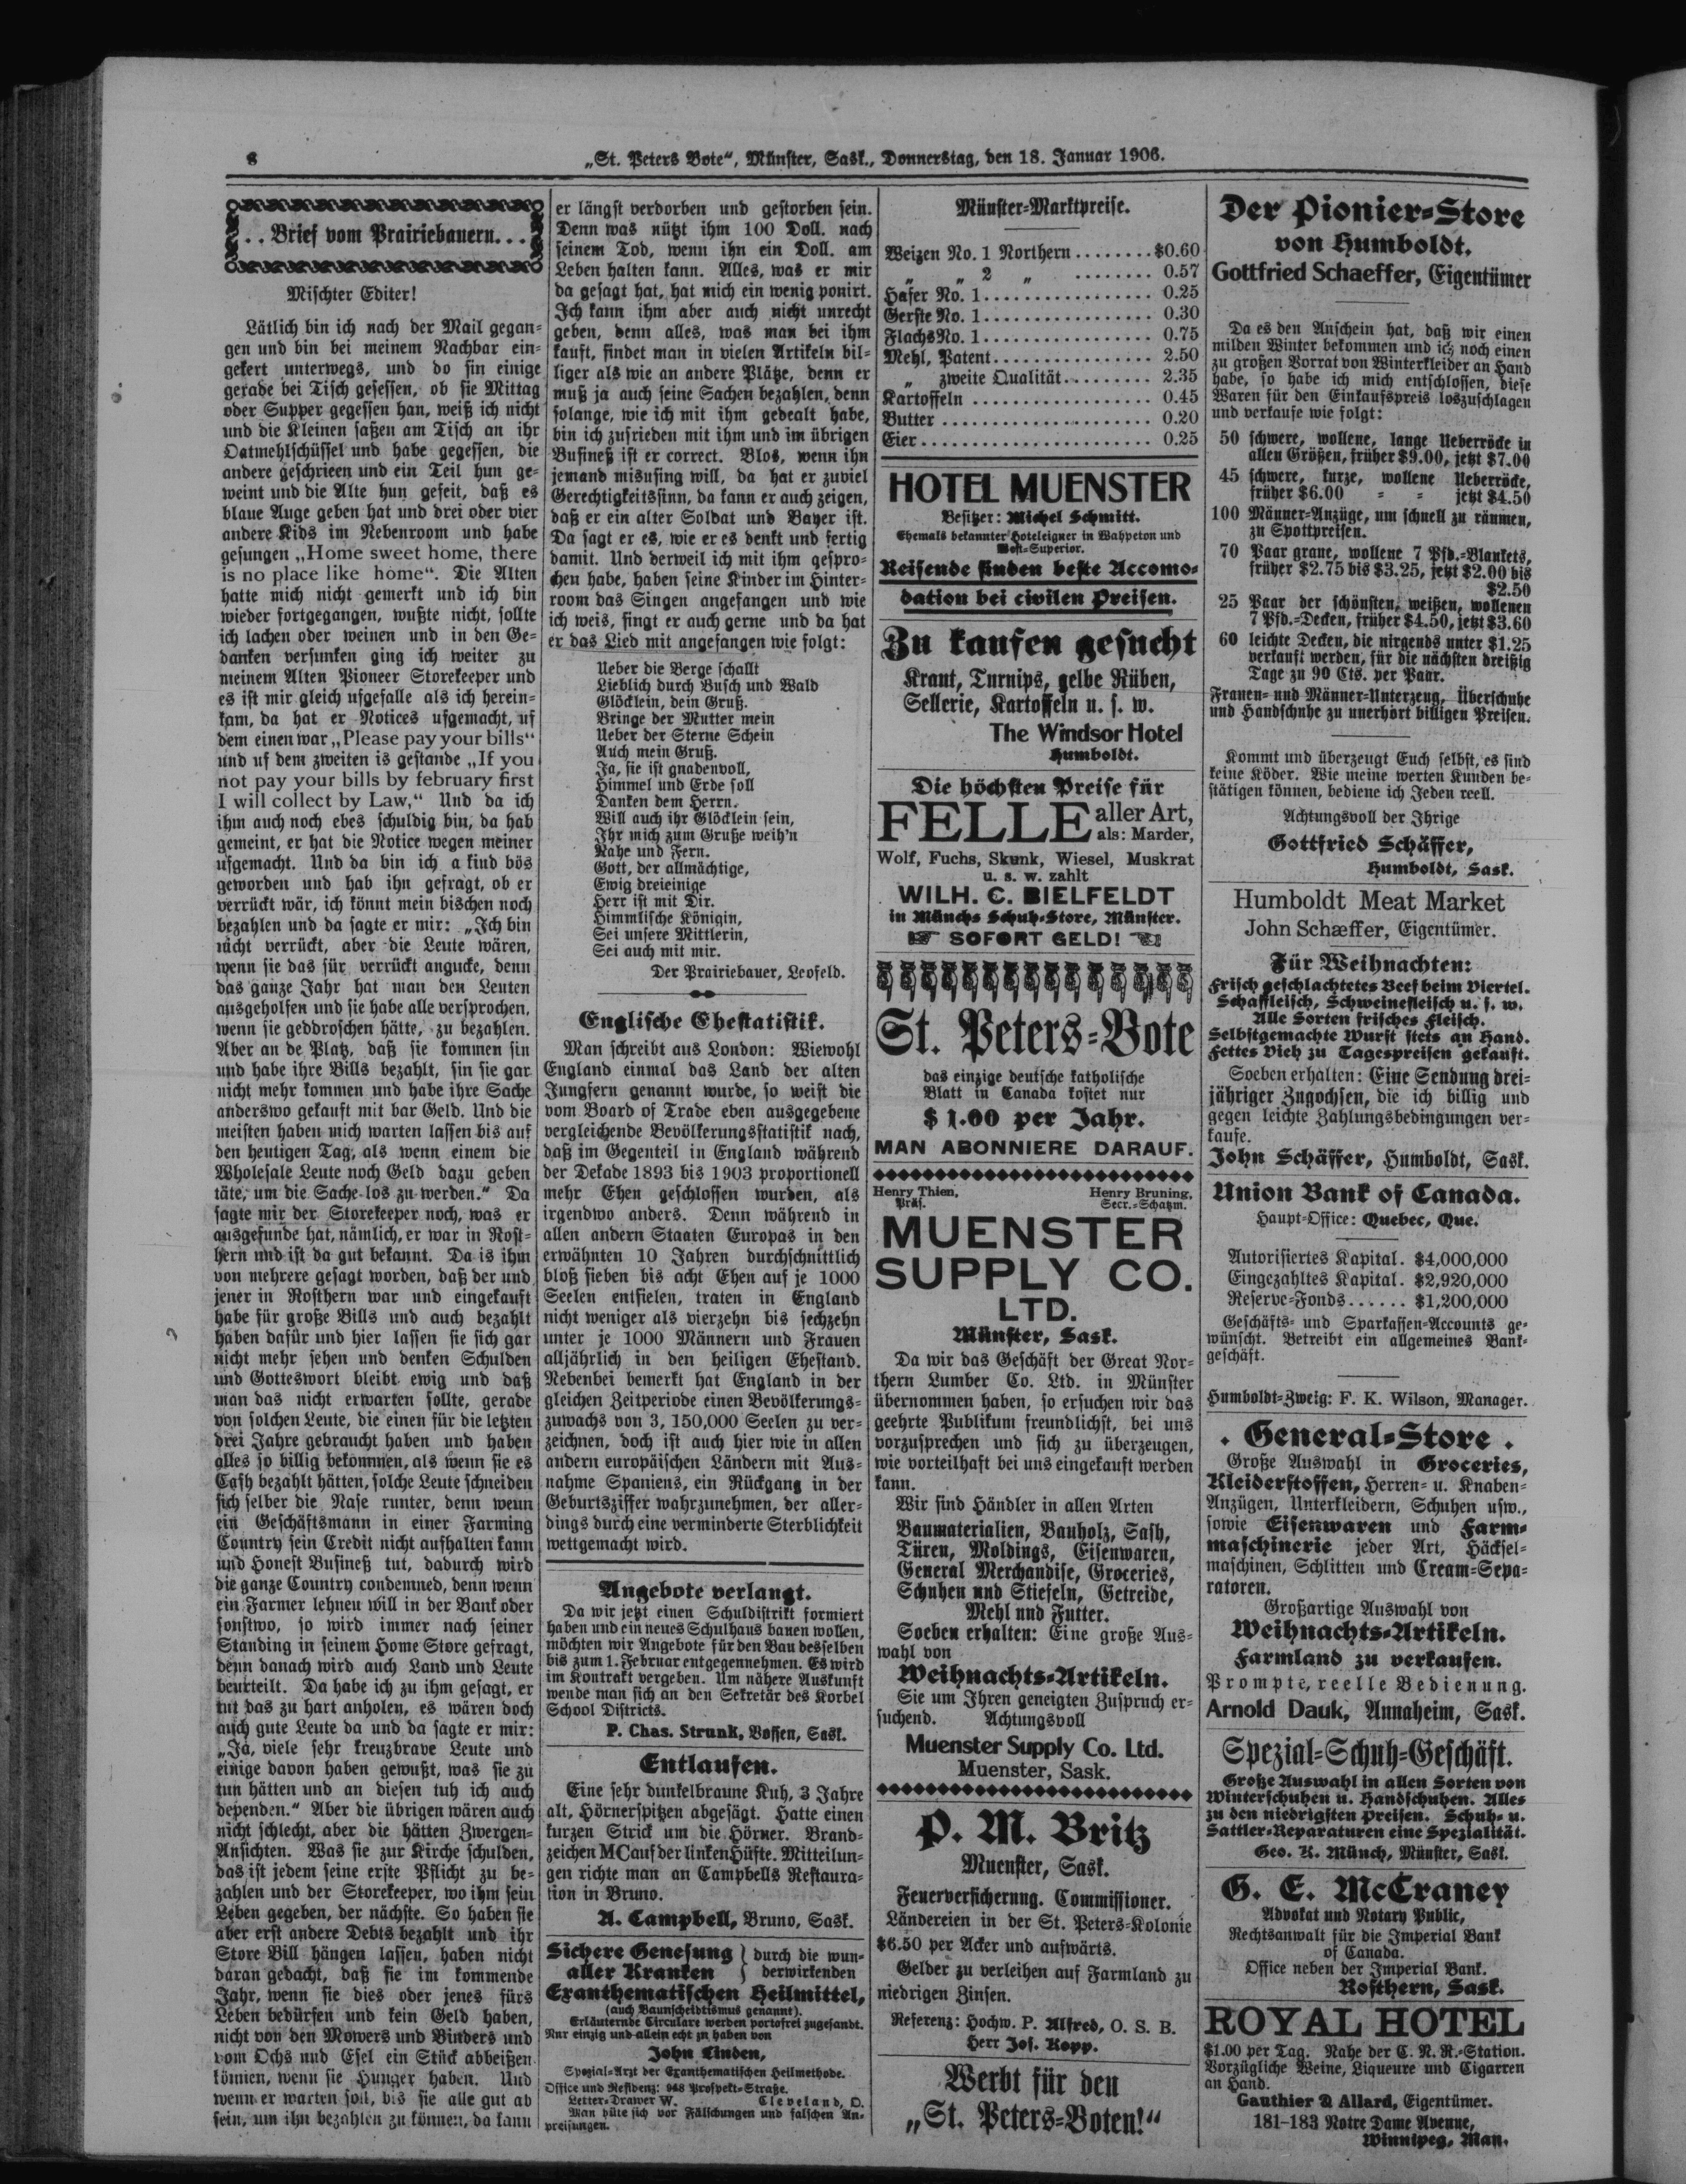 8
„St. Peters Bote“, Münster, Sask., Donnerstag, den 18. Januar 1906.
. . Brief vom Prairiebauern. . .
Mischter Editer!
Lätlich bin ich nach der Mail gegan-
gen und bin bei meinem Nachbar ein-
gekert unterwegs, und do sin einige
gerade bei Tisch gesessen, ob sie Mittag
oder Supper gegessen han, weiß ich nicht
und die Kleinen saßen am Tisch an ihr
Oatmehlschüssel und habe gegessen, die
andere geschrieen und ein Teil hun ge-
weint und die Alte hun geseit, daß es
blaue Auge geben hat und drei oder vier
andere Kids im Nebenroom und habe
gesungen „Home sweet home, there
is no place like home“. Die Alten
hatte mich nicht gemerkt und ich bin
wieder fortgegangen, wußte nicht, sollte
ich lachen oder weinen und in den Ge-
danken versunken ging ich weiter zu
meinem Alten Pioneer Storekeeper und
es ist mir gleich ufgefalle als ich herein-
kam, da hat er Notices ufgemacht, uf
dem einen war „Please pay your bills“
und uf dem zweiten is gestande „If you
not pay your bills by february first
I will collect by Law,“ Und da ich
ihm auch noch ebes schuldig bin, da hab
gemeint, er hat die Notice wegen meiner
ufgemacht. Und da bin ich a kind bös
geworden und hab ihn gefragt, ob er
verrückt wär, ich könnt mein bischen noch
bezahlen und da sagte er mir: „Ich bin
nicht verrückt, aber die Leute wären,
wenn sie das für verrückt angucke, denn
das ganze Jahr hat man den Leuten
ausgeholfen und sie habe alle versprochen,
wenn sie geddroschen hätte, zu bezahlen.
Aber an de Platz, daß sie kommen sin
und habe ihre Bills bezahlt, sin sie gar
nicht mehr kommen und habe ihre Sache
anderswo gekauft mit bar Geld. Und die
meisten haben mich warten lassen bis auf
den heutigen Tag, als wenn einem die
Wholesale Leute noch Geld dazu geben
täte, um die Sache los zu werden.“ Da
sagte mir der Storekeeper noch, was er
ausgefunde hat, nämlich, er war in Rost-
hern und ist da gut bekannt. Da is ihm
von mehrere gesagt worden, daß der und
jener in Rosthern war und eingekauft
habe für große Bills und auch bezahlt
haben dafür und hier lassen sie sich gar
nicht mehr sehen und denken Schulden
und Gotteswort bleibt ewig und daß
man das nicht erwarten sollte, gerade
von solchen Leute, die einen für die letzten
drei Jahre gebraucht haben und haben
alles so billig bekommen, als wenn sie es
Cash bezahlt hätten, solche Leute schneiden
sich selber die Nase runter, denn wenn
ein Geschäftsmann in einer Farming
Country sein Credit nicht aufhalten kann
und Honest Busineß tut, dadurch wird
die ganze Country condemned, denn wenn
ein Farmer lehnen will in der Bank oder
sonstwo, so wird immer nach seiner
Standing in seinem Home Store gefragt,
denn danach wird auch Land und Leute
beurteilt. Da habe ich zu ihm gesagt, er
tut das zu hart anholen, es wären doch
auch gute Leute da und da sagte er mir:
„Ja, viele sehr kreuzbrave Leute und
einige davon haben gewußt, was sie zu
tun hätten und an diesen tuh ich auch
dependen.“ Aber die übrigen wären auch
nicht schlecht, aber die hätten Zwergen-
Ansichten. Was sie zur Kirche schulden,
das ist jedem seine erste Pflicht zu be-
zahlen und der Storekeeper, wo ihm sein
Leben gegeben, der nächste. So haben sie
aber erst andere Debts bezahlt und ihr
Store Bill hängen lassen, haben nicht
daran gedacht, daß sie im kommende
Jahr, wenn sie dies oder jenes fürs
Leben bedürfen und kein Geld haben,
nicht von den Mowers und Binders und
vom Ochs und Esel ein Stück abbeißen
können, wenn sie Hunger haben. Und
wenn er warten soll, bis sie alle gut ab
sein, um ihn bezahlen zu können, da kann
er längst verdorben und gestorben sein.
Denn was nützt ihm 100 Doll. nach
seinem Tod, wenn ihn ein Doll. am
Leben halten kann. Alles, was er mir
da gesagt hat, hat mich ein wenig ponirt.
Ich kann ihm aber auch nicht unrecht
geben, denn alles, was man bei ihm
kauft, findet man in vielen Artikeln bil-
liger als wie an andere Plätze, denn er
muß ja auch seine Sachen bezahlen, denn
solange, wie ich mit ihm gedealt habe,
bin ich zufrieden mit ihm und im übrigen
Busineß ist er correct. Blos, wenn ihn
jemand misusing will, da hat er zuviel
Gerechtigkeitssinn, da kann er auch zeigen,
daß er ein alter Soldat und Bayer ist.
Da sagt er es, wie er es denkt und fertig
damit. Und derweil ich mit ihm gespro-
chen habe, haben seine Kinder im Hinter-
room das Singen angefangen und wie
ich weis, singt er auch gerne und da hat
er das Lied mit angefangen wie folgt:
Ueber die Berge schallt
Lieblich durch Busch und Wald
Glöcklein, dein Gruß.
Bringe der Mutter mein
Ueber der Sterne Schein
Auch mein Gruß.
Ja, sie ist gnadenvoll,
Himmel und Erde soll
Danken dem Herrn.
Will auch ihr Glöcklein sein,
Ihr mich zum Gruße weih'n
Nahe und Fern.
Gott, der allmächtige,
Ewig dreieinige
Herr ist mit Dir.
Himmlische Königin,
Sei unsere Mittlerin,
Sei auch mit mir.
Der Prairiebauer, Leofeld.
Englische Ehestatistik.
Man schreibt aus London: Wiewohl
England einmal das Land der alten
Jungfern genannt wurde, so weist die
vom Board of Trade eben ausgegebene
vergleichende Bevölkerungsstatistik nach,
daß im Gegenteil in England während
der Dekade 1893 bis 1903 proportionell
mehr Ehen geschlossen wurden, als
irgendwo anders. Denn während in
allen andern Staaten Europas in den
erwähnten 10 Jahren durchschnittlich
bloß sieben bis acht Ehen auf je 1000
Seelen entfielen, traten in England
nicht weniger als vierzehn bis sechzehn
unter je 1000 Männern und Frauen
alljährlich in den heiligen Ehestand.
Nebenbei bemerkt hat England in der
gleichen Zeitperiode einen Bevölkerungs-
zuwachs von 3, 150,000 Seelen zu ver-
zeichnen, doch ist auch hier wie in allen
andern europäischen Ländern mit Aus-
nahme Spaniens, ein Rückgang in der
Geburtsziffer wahrzunehmen, der aller-
dings durch eine verminderte Sterblichkeit
wettgemacht wird.
Angebote verlangt.
Da wir jetzt einen Schuldistrikt formiert
haben und ein neues Schulhaus bauen wollen,
möchten wir Angebote für den Bau desselben
bis zum 1. Februar entgegennehmen. Es wird
im Kontrakt vergeben. Um nähere Auskunft
wende man sich an den Sekretär des Korbel
School Districts.
P. Chas. Strunk, Bossen, Sask.
Entlaufen.
Eine sehr dunkelbraune Kuh, 3 Jahre
alt, Hörnerspitzen abgesägt. Hatte einen
kurzen Strick um die Hörner. Brand-
zeichen MC auf der linken Hüfte. Mitteilun-
gen richte man an Campbells Restaura-
tion in Bruno.
A. Campbell, Bruno, Sask.
Sichere Genesung } durch die wun-
aller Kranken } derwirkenden
Exanthematischen Heilmittel,
(auch Baunscheidtismus genannt).
Erläuternde Circulare werden portofrei zugesandt.
Nur einzig und allein echt zu haben von
John Linden,
Spezial-Arzt der Exanthematischen Heilmethode.
Office und Residenz: 948 Prospekt-Straße.
Letter-Drawer W. Cleveland, O.
Man hüte sich vor Fälschungen und falschen An-
preisungen.
Münster-Marktpreise.
Weizen No. 1 Northern ........ $0.60
„ „ 2 „ ........ 0.57
Hafer No. 1 ................. 0.25
Gerste No. 1 ................. 0.30
Flachs No. 1 ................. 0.75
Mehl, Patent ................ 2.50
„ zweite Qualität ......... 2.35
Kartoffeln .................. 0.45
Butter ..................... 0.20
Eier ....................... 0.25
HOTEL MUENSTER
Besitzer: Michel Schmitt.
Ehemals bekannter Hoteleigner in Wahpeton und
West-Superior.
Reisende finden beste Accomo-
dation bei civilen Preisen.
Zu kaufen gesucht
Kraut, Turnips, gelbe Rüben,
Sellerie, Kartoffeln u. s. w.
The Windsor Hotel
Humboldt.
Die höchsten Preise für
FELLE aller Art,
als: Marder,
Wolf, Fuchs, Skunk, Wiesel, Muskrat
u. s. w. zahlt
WILH. C. BIELFELDT
in Münchs Schuh-Store, Münster.
☞ SOFORT GELD! ☜
St. Peters-Bote
das einzige deutsche katholische
Blatt in Canada kostet nur
$ 1.00 per Jahr.
MAN ABONNIERE DARAUF.
Henry Thien, Henry Bruning,
Präs. Secr.-Schatzm.
MUENSTER
SUPPLY CO.
LTD.
Münster, Sask.
Da wir das Geschäft der Great Nor-
thern Lumber Co. Ltd. in Münster
übernommen haben, so ersuchen wir das
geehrte Publikum freundlichst, bei uns
vorzusprechen und sich zu überzeugen,
wie vorteilhaft bei uns eingekauft werden
kann.
Wir sind Händler in allen Arten
Baumaterialien, Bauholz, Sash,
Türen, Moldings, Eisenwaren,
General Merchandise, Groceries,
Schuhen und Stiefeln, Getreide,
Mehl und Futter.
Soeben erhalten: Eine große Aus-
wahl von
Weihnachts-Artikeln.
Sie um Ihren geneigten Zuspruch er-
suchend. Achtungsvoll
Muenster Supply Co. Ltd.
Muenster, Sask.
P. M. Britz
Muenster, Sask.
Feuerversicherung. Commissioner.
Ländereien in der St. Peters-Kolonie
$6.50 per Acker und aufwärts.
Gelder zu verleihen auf Farmland zu
niedrigen Zinsen.
Referenz: Hochw. P. Alfred, O. S. B.
Herr Jos. Kopp.
Werbt für den
„St. Peters-Boten!“
Der Pionier-Store
von Humboldt.
Gottfried Schaeffer, Eigentümer
Da es den Anschein hat, daß wir einen
milden Winter bekommen und ich noch einen
zu großen Vorrat von Winterkleider an Hand
habe, so habe ich mich entschlossen, diese
Waren für den Einkaufspreis loszuschlagen
und verkaufe wie folgt:
50 schwere, wollene, lange Ueberröcke in
allen Größen, früher $9.00, jetzt $7.00
45 schwere, kurze, wollene Ueberröcke,
früher $6.00 " " jetzt $4.50
100 Männer-Anzüge, um schnell zu räumen,
zu Spottpreisen.
70 Paar graue, wollene 7 Pfd.-Blankets,
früher $2.75 bis $3.25, jetzt $2.00 bis
$2.50
25 Paar der schönsten, weißen, wollenen
7 Pfd.-Decken, früher $4.50, jetzt $3.60
60 leichte Decken, die nirgends unter $1.25
verkauft werden, für die nächsten dreißig
Tage zu 90 Cts. per Paar.
Frauen- und Männer-Unterzeug, Überschuhe
und Handschuhe zu unerhört billigen Preisen.
Kommt und überzeugt Euch selbst, es sind
keine Köder. Wie meine werten Kunden be-
stätigen können, bediene ich Jeden reell.
Achtungsvoll der Ihrige
Gottfried Schäffer,
Humboldt, Sask.
Humboldt Meat Market
John Schæffer, Eigentümer.
Für Weihnachten:
Frisch geschlachtetes Beef beim Viertel.
Schaffleisch, Schweinefleisch u. s. w.
Alle Sorten frisches Fleisch.
Selbstgemachte Wurst stets an Hand.
Fettes Vieh zu Tagespreisen gekauft.
Soeben erhalten: Eine Sendung drei-
jähriger Zugochsen, die ich billig und
gegen leichte Zahlungsbedingungen ver-
kaufe.
John Schäffer, Humboldt, Sask.
Union Bank of Canada.
Haupt-Office: Quebec, Que.
Autorisiertes Kapital. $4,000,000
Eingezahltes Kapital. $2,920,000
Reserve-Fonds...... $1,200,000
Geschäfts- und Sparkassen-Accounts ge-
wünscht. Betreibt ein allgemeines Bank-
geschäft.
Humboldt-Zweig: F. K. Wilson, Manager.
. General-Store .
Große Auswahl in Groceries,
Kleiderstoffen, Herren- u. Knaben-
Anzügen, Unterkleidern, Schuhen usw.,
sowie Eisenwaren und Farm-
maschinerie jeder Art, Häcksel-
maschinen, Schlitten und Cream-Sepa-
ratoren.
Großartige Auswahl von
Weihnachts-Artikeln.
Farmland zu verkaufen.
Prompte, reelle Bedienung.
Arnold Dauk, Annaheim, Sask.
Spezial-Schuh-Geschäft.
Große Auswahl in allen Sorten von
Winterschuhen u. Handschuhen. Alles
zu den niedrigsten Preisen. Schuh- u.
Sattler-Reparaturen eine Spezialität.
Geo. K. Münch, Münster, Sask.
G. E. McCraney
Advokat und Notary Public,
Rechtsanwalt für die Imperial Bank
of Canada.
Office neben der Imperial Bank.
Rosthern, Sask.
ROYAL HOTEL
$1.00 per Tag. Nahe der C. N. R.-Station.
Vorzügliche Weine, Liqueure und Cigarren
an Hand.
Gauthier & Allard, Eigentümer.
181-183 Notre Dame Avenue,
Winnipeg, Man.